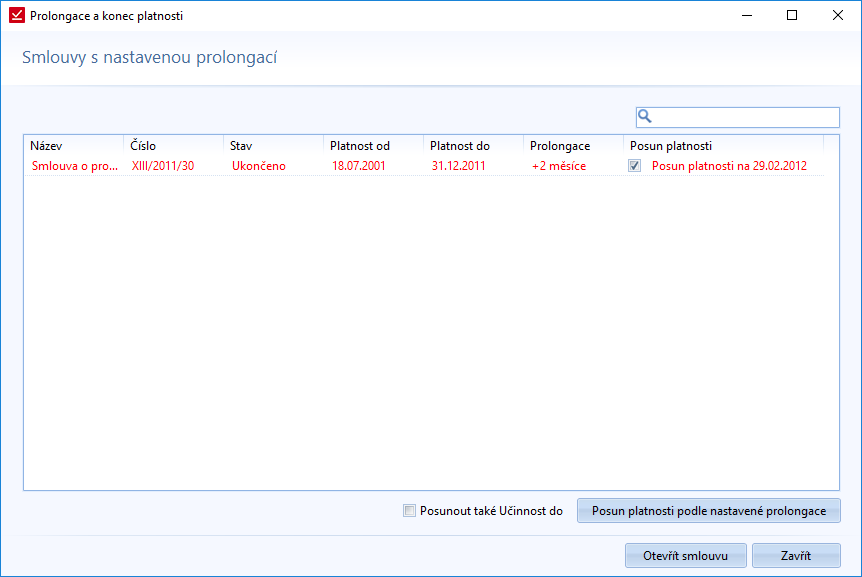 Prolongace a konec platnosti
Smlouvy s nastavenou prolongací
Název Číslo Stav Platnost od Platnost do Prolongace Posun platnosti
Smlouva o pro... XIII/2011/30 Ukončeno 18.07.2001 31.12.2011 +2 měsíce Posun platnosti na 29.02.2012
Posunout také Učinnost do Posun platnosti podle nastavené prolongace
Otevřít smlouvu Zavřít